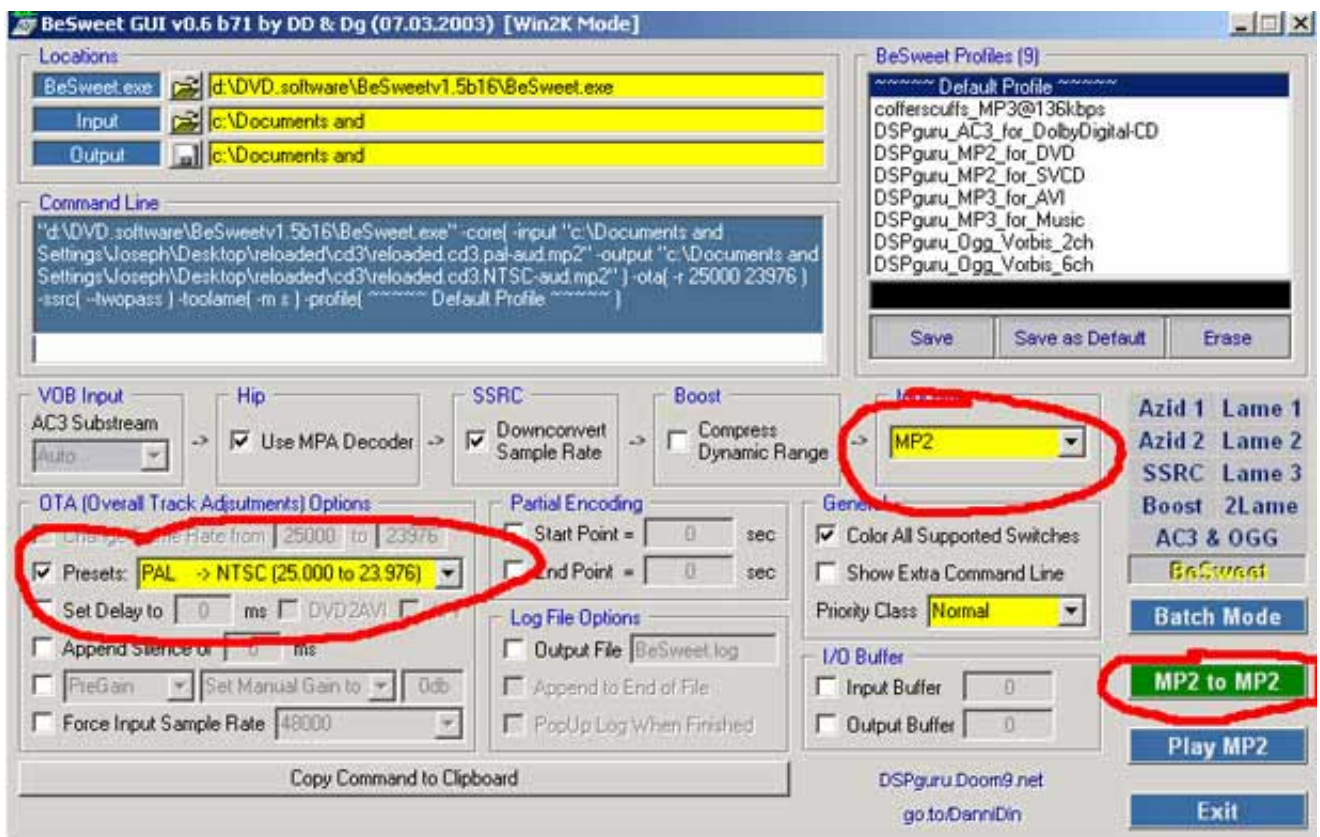 BeSweet GUI v0.6 b71 by DD & Dg (07.03.2003) [Win2K Mode]
Locations
BeSweet.exe d:\DVD.software\BeSweetv1.5b16\BeSweet.exe
Input c:\Documents and
Output c:\Documents and
BeSweet Profiles (9)
~~~~~ Default Profile ~~~~~
cofferscuffs_MP3@136kbps
DSPguru_AC3_for_DolbyDigital-CD
DSPguru_MP2_for_DVD
DSPguru_MP2_for_SVCD
DSPguru_MP3_for_AVI
DSPguru_MP3_for_Music
DSPguru_Ogg_Vorbis_2ch
DSPguru_Ogg_Vorbis_6ch
Save Save as Default Erase
Command Line
"d:\DVD.software\BeSweetv1.5b16\BeSweet.exe" -core( -input "c:\Documents and
Settings\Joseph\Desktop\reloaded\cd3\reloaded.cd3.pal-aud.mp2" -output "c:\Documents and
Settings\Joseph\Desktop\reloaded\cd3\reloaded.cd3.NTSC-aud.mp2" ) -ota( -r 25000 23976 )
-ssrc( --twopass ) -toolame( -m s ) -profile( ~~~~~ Default Profile ~~~~~ )
VOB Input
AC3 Substream
Auto
->
Hip
Use MPA Decoder
->
SSRC
Downconvert
Sample Rate
->
Boost
Compress
Dynamic Range
->
MP2
Azid 1 Lame 1
Azid 2 Lame 2
SSRC Lame 3
Boost 2Lame
AC3 & OGG
BeSweet
Batch Mode
MP2 to MP2
Play MP2
Exit
OTA (Overall Track Adjsutments) Options
Rate from 25000 to 23976
Presets: PAL -> NTSC (25.000 to 23.976)
Set Delay to 0 ms DVD2AVI
Append Silence of 0 ms
PreGain Set Manual Gain to 0db
Force Input Sample Rate 48000
Partial Encoding
Start Point = 0 sec
End Point = 0 sec
Log File Options
Output File BeSweet.log
Append to End of File
PopUp Log When Finished
General
Color All Supported Switches
Show Extra Command Line
Priority Class Normal
I/O Buffer
Input Buffer 0
Output Buffer 0
Copy Command to Clipboard
DSPguru.Doom9.net
go.to/DanniDin